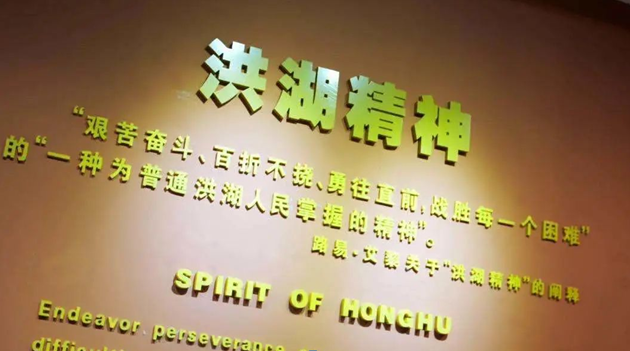 洪湖精神
“艰苦奋斗、百折不挠、勇往直前,战胜每一个困难”
的“一种为普通洪湖人民掌握的精神”。
路易·艾黎关于“洪湖精神”的阐释
SPIRIT OF HONGHU
Endeavor perseverance